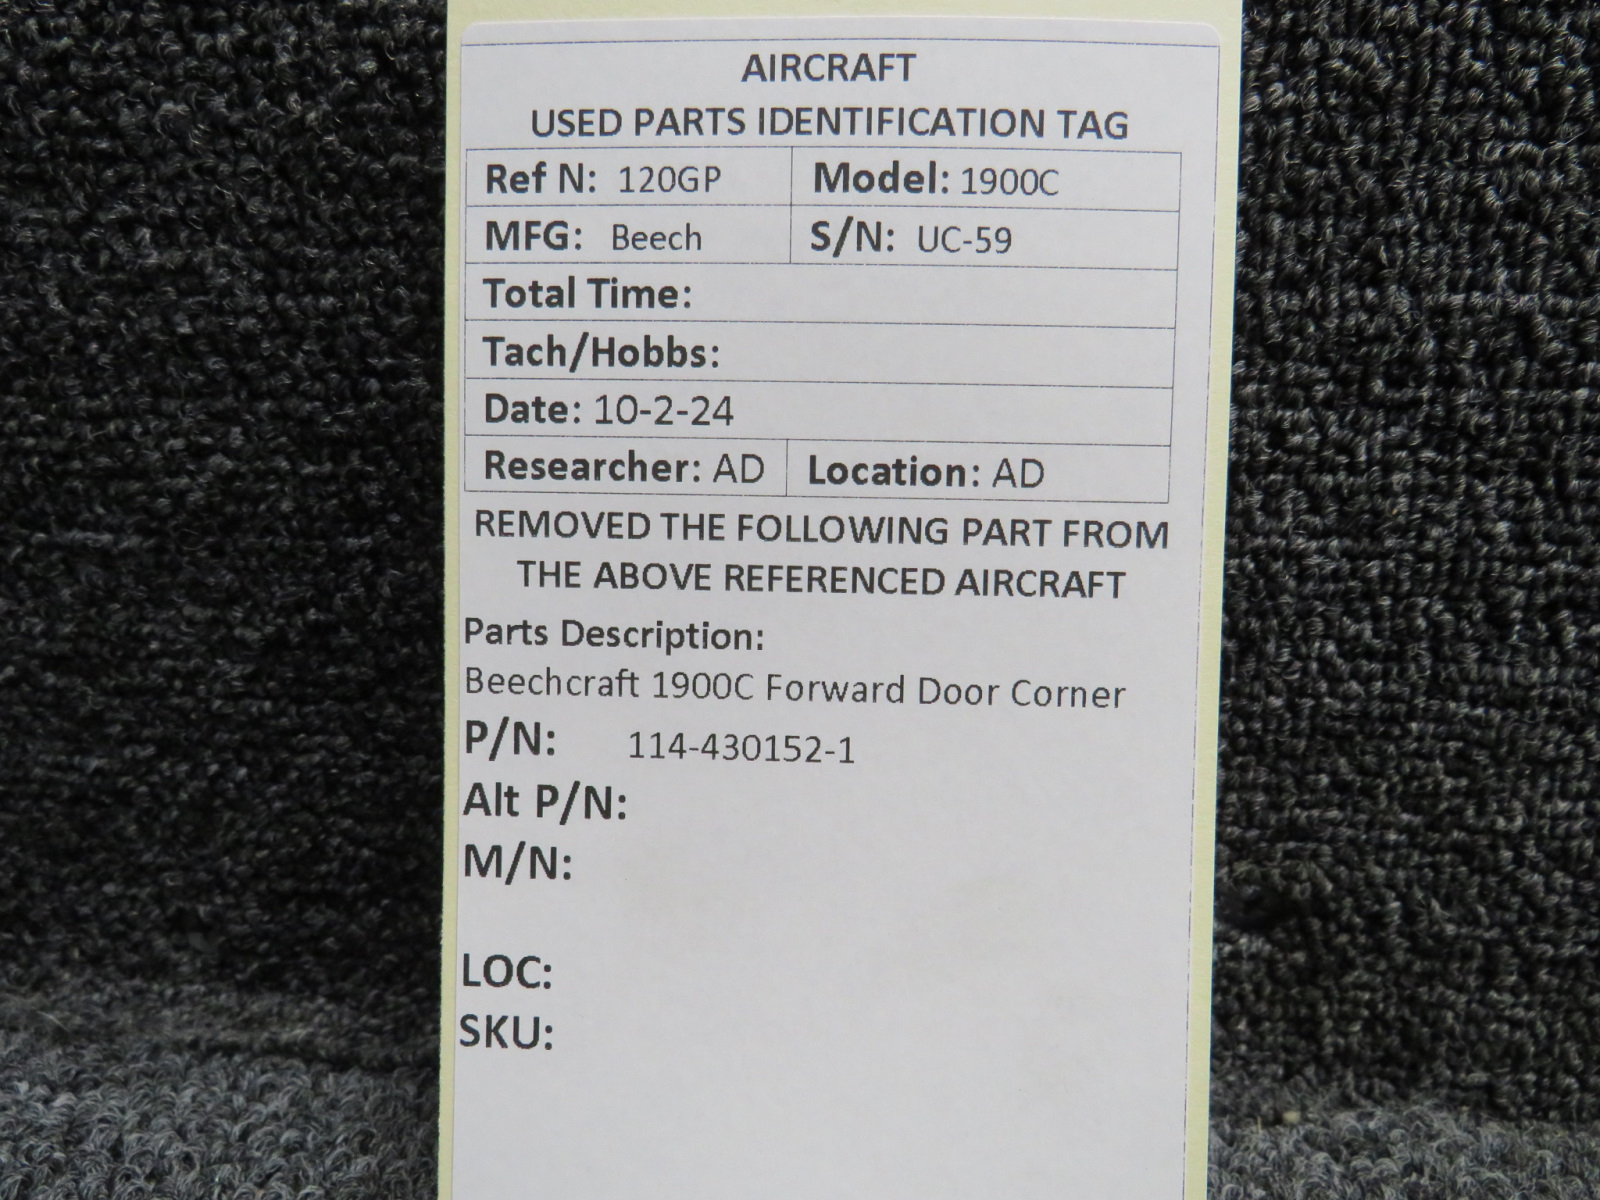 AIRCRAFT
USED PARTS IDENTIFICATION TAG
Ref N: 120GP Model: 1900C
MFG: Beech S/N: UC-59
Total Time:
Tach/Hobbs:
Date: 10-2-24
Researcher: AD Location: AD
REMOVED THE FOLLOWING PART FROM
THE ABOVE REFERENCED AIRCRAFT
Parts Description:
Beechcraft 1900C Forward Door Corner
P/N: 114-430152-1
Alt P/N:
M/N:
LOC:
SKU: